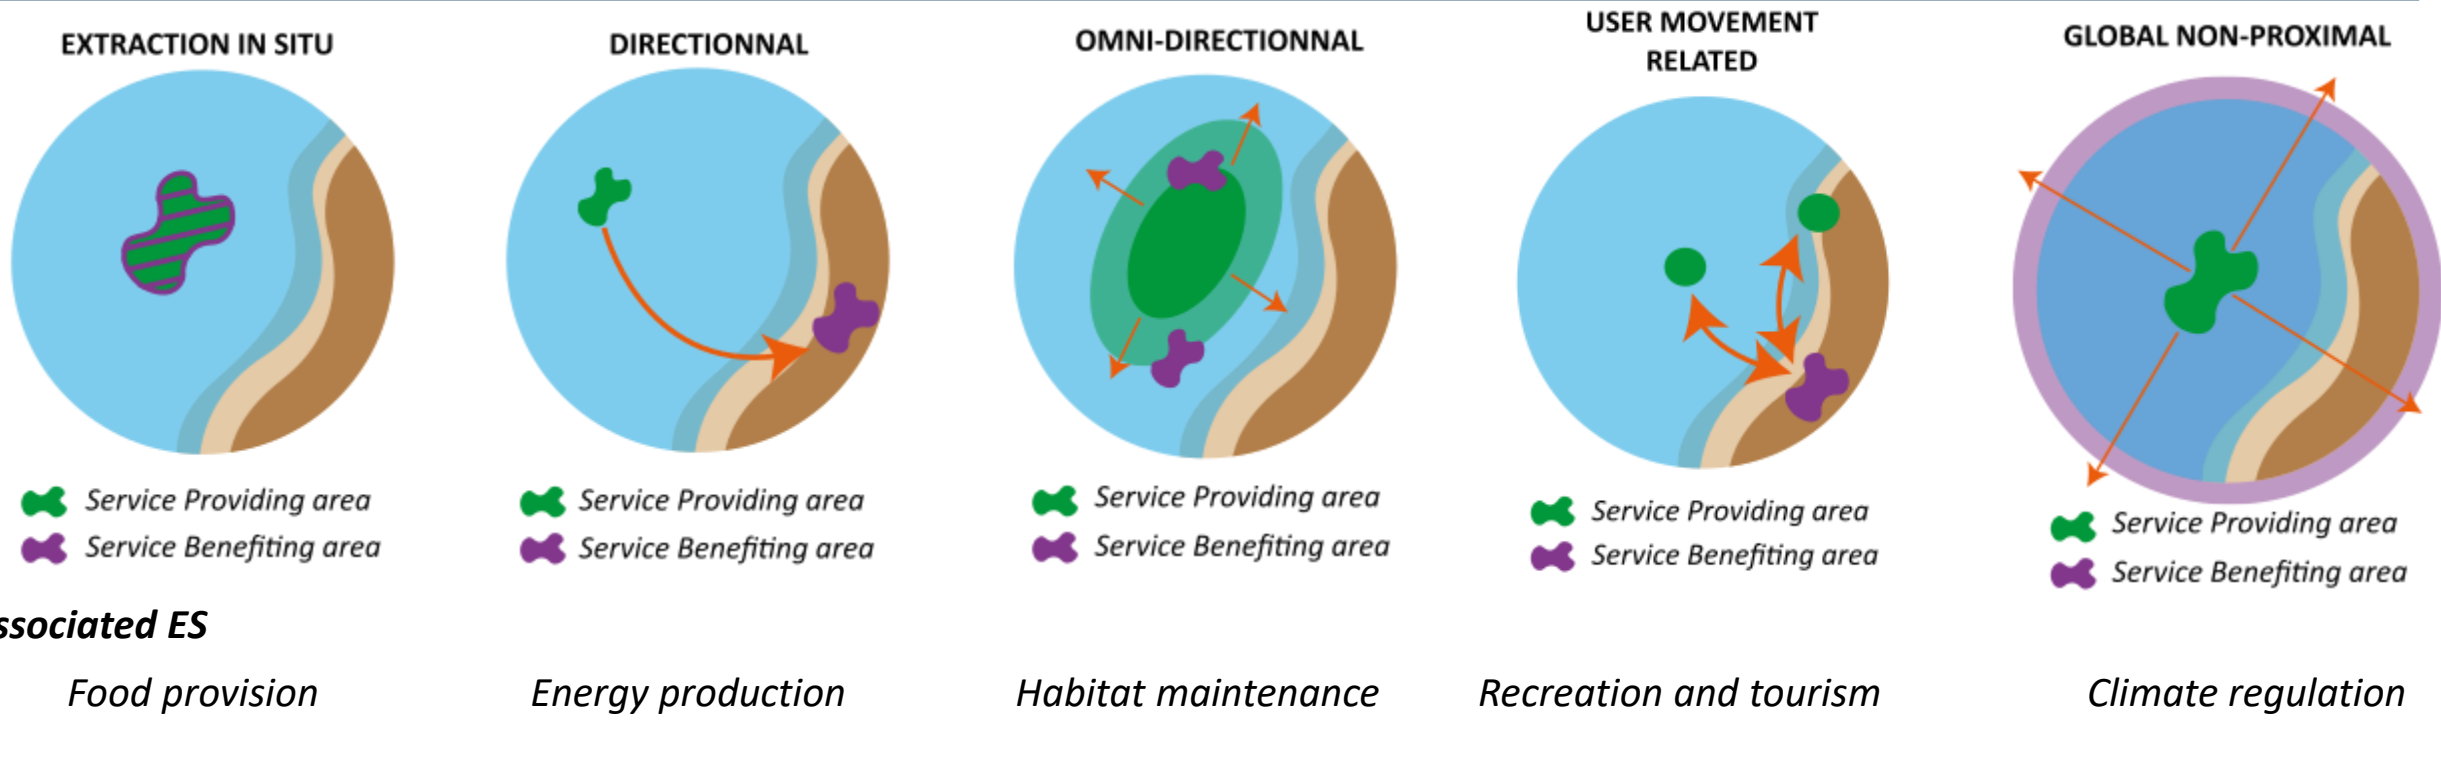 EXTRACTION IN SITU
DIRECTIONNAL
OMNI-DIRECTIONNAL
USER MOVEMENT
RELATED
GLOBAL NON-PROXIMAL
Service Providing area
Service Benefiting area
Service Providing area
Service Benefiting area
Service Providing area
Service Benefiting area
Service Providing area
Service Benefiting area
Service Providing area
Service Benefiting area
ssociated ES
Food provision
Energy production
Habitat maintenance
Recreation and tourism
Climate regulation